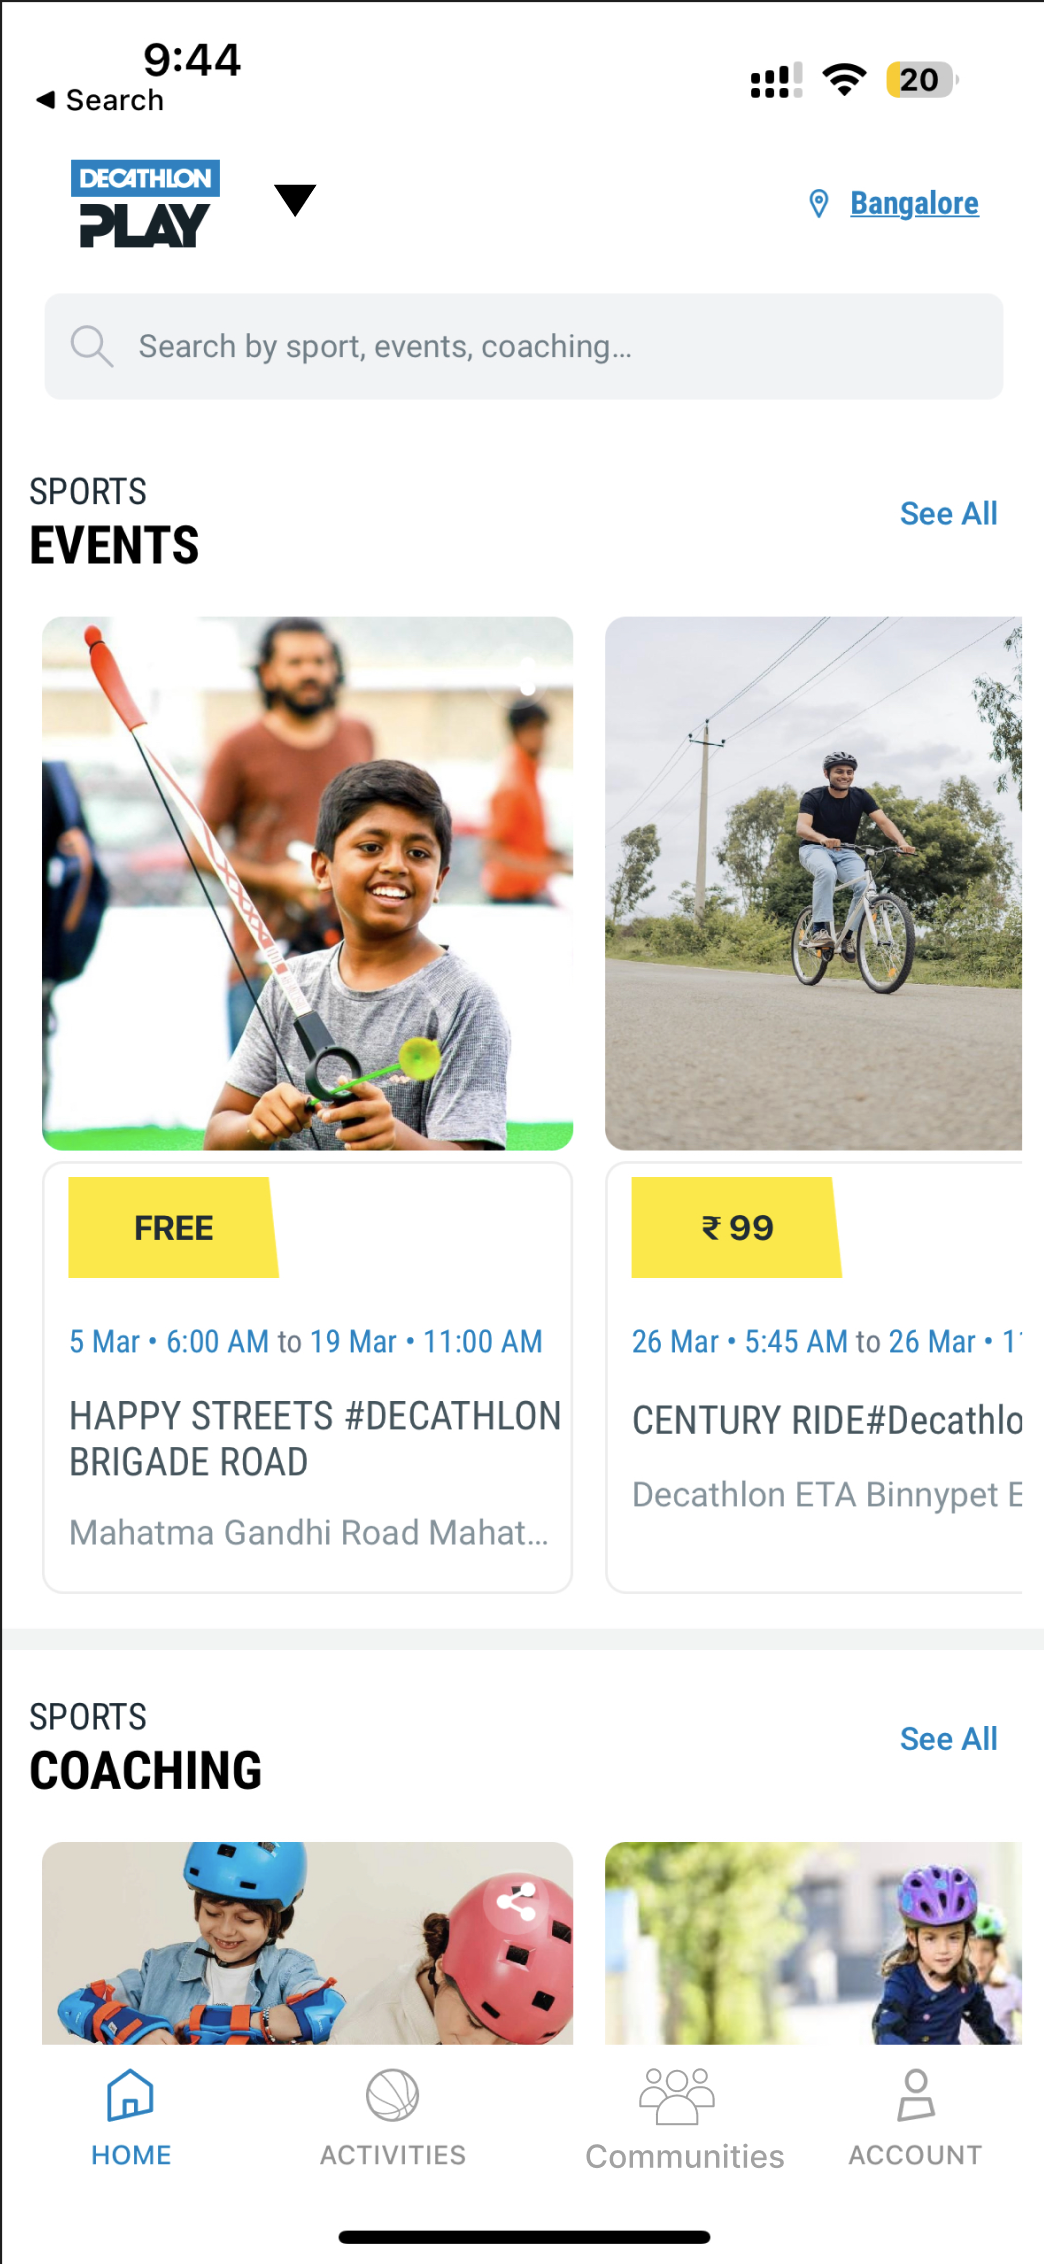 9:44
Search
20
DECATHLON
PLAY
Bangalore
Search by sport, events, coaching...
SPORTS
EVENTS
See All
FREE
5 Mar • 6:00 AM to 19 Mar • 11:00 AM
HAPPY STREETS #DECATHLON
BRIGADE ROAD
Mahatma Gandhi Road Mahat...
₹ 99
26 Mar • 5:45 AM to 26 Mar •
CENTURY RIDE#Decathlo
Decathlon ETA Binnypet
SPORTS
COACHING
See All
HOME
ACTIVITIES
Communities
ACCOUNT